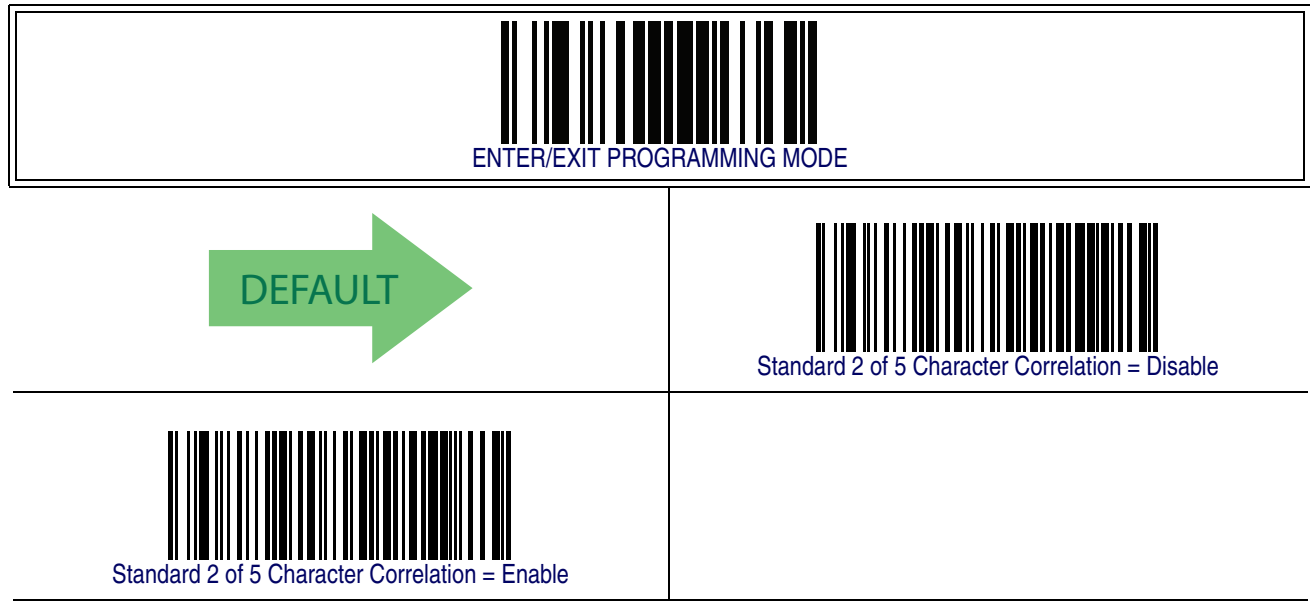 ENTER/EXIT PROGRAMMING MODE
DEFAULT
Standard 2 of 5 Character Correlation = Disable
Standard 2 of 5 Character Correlation = Enable